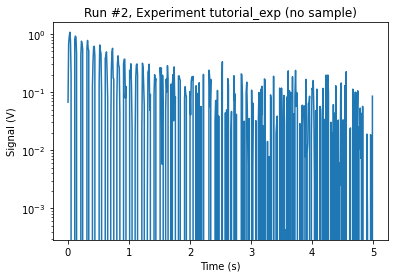 Run #2, Experiment tutorial_exp (no sample)
Signal (V)
10⁰
10⁻¹
10⁻²
10⁻³
0 1 2 3 4 5
Time (s)